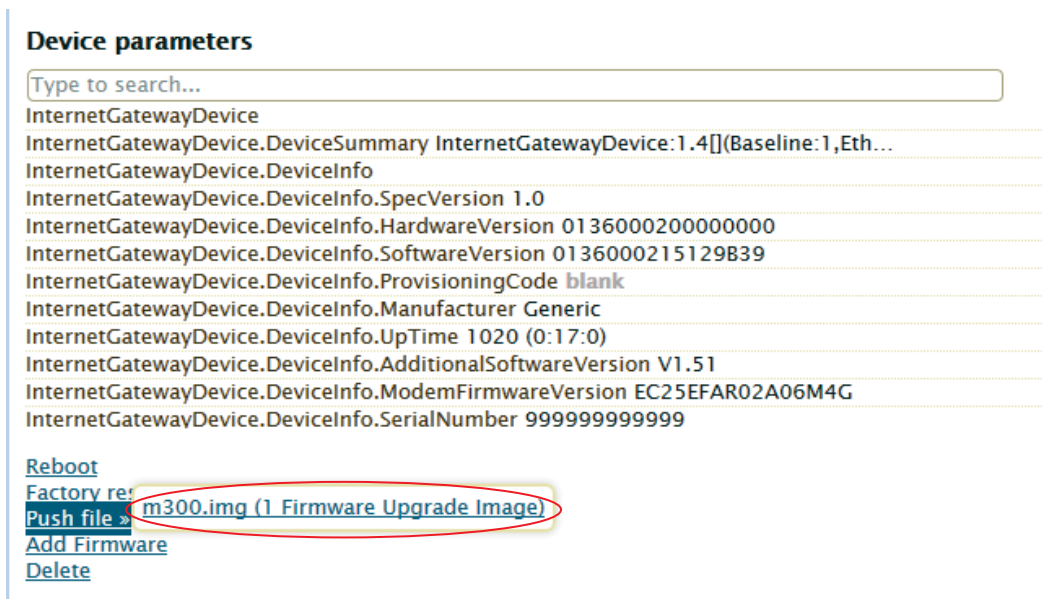 Device parameters
Type to search...
InternetGatewayDevice
InternetGatewayDevice.DeviceSummary InternetGatewayDevice:1.4[](Baseline:1,Eth...
InternetGatewayDevice.DeviceInfo
InternetGatewayDevice.DeviceInfo.SpecVersion 1.0
InternetGatewayDevice.DeviceInfo.HardwareVersion 0136000200000000
InternetGatewayDevice.DeviceInfo.SoftwareVersion 0136000215129B39
InternetGatewayDevice.DeviceInfo.ProvisioningCode blank
InternetGatewayDevice.DeviceInfo.Manufacturer Generic
InternetGatewayDevice.DeviceInfo.UpTime 1020 (0:17:0)
InternetGatewayDevice.DeviceInfo.AdditionalSoftwareVersion V1.51
InternetGatewayDevice.DeviceInfo.ModemFirmwareVersion EC25EFAR02A06M4G
InternetGatewayDevice.DeviceInfo.SerialNumber 999999999999
Reboot
Factory res
m300.img (1 Firmware Upgrade Image)
Push file »
Add Firmware
Delete